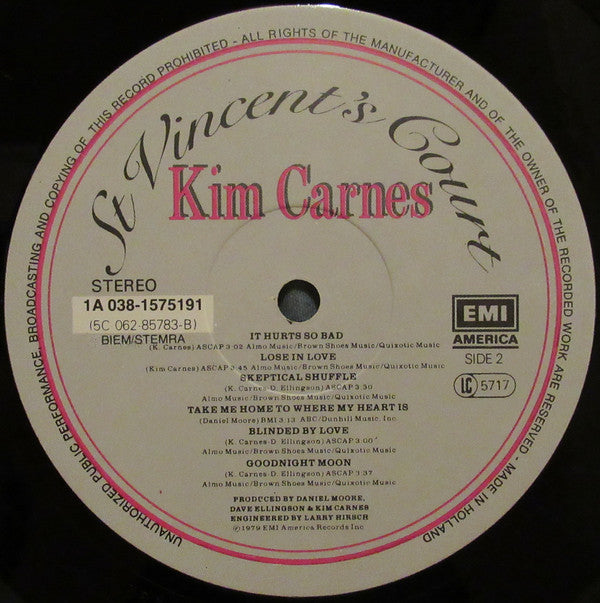 UNAUTHORIZED PUBLIC PERFORMANCE, BROADCASTING AND COPYING OF THIS RECORD PROHIBITED - ALL RIGHTS OF THE MANUFACTURER AND OF THE OWNER OF THE RECORDED WORK ARE RESERVED - MADE IN HOLLAND
St Vincent's Court
Kim Carnes
STEREO
1A 038-1575191
(5C 062-85783-B)
BIEM/STEMRA
EMI
AMERICA
SIDE 2
LC 5717
IT HURTS SO BAD
(K. Carnes) ASCAP 3:02 Almo Music/Brown Shoes Music/Quixotic Music
LOSE IN LOVE
(Kim Carnes) ASCAP 3:45 Almo Music/Brown Shoes Music/Quixotic Music
SKEPTICAL SHUFFLE
(K. Carnes-D. Ellingson) ASCAP 3:30
Almo Music/Brown Shoes Music/Quixotic Music
TAKE ME HOME TO WHERE MY HEART IS
(Daniel Moore) BMI 3:13 ABC/Dunhill Music, Inc.
BLINDED BY LOVE
(K. Carnes-D. Ellingson) ASCAP 3:00
Almo Music/Brown Shoes Music/Quixotic Music
GOODNIGHT MOON
(K. Carnes-D. Ellingson) ASCAP 3:37
Almo Music/Brown Shoes Music/Quixotic Music
PRODUCED BY DANIEL MOORE,
DAVE ELLINGSON & KIM CARNES
ENGINEERED BY LARRY HIRSCH
℗1979 EMI America Records Inc